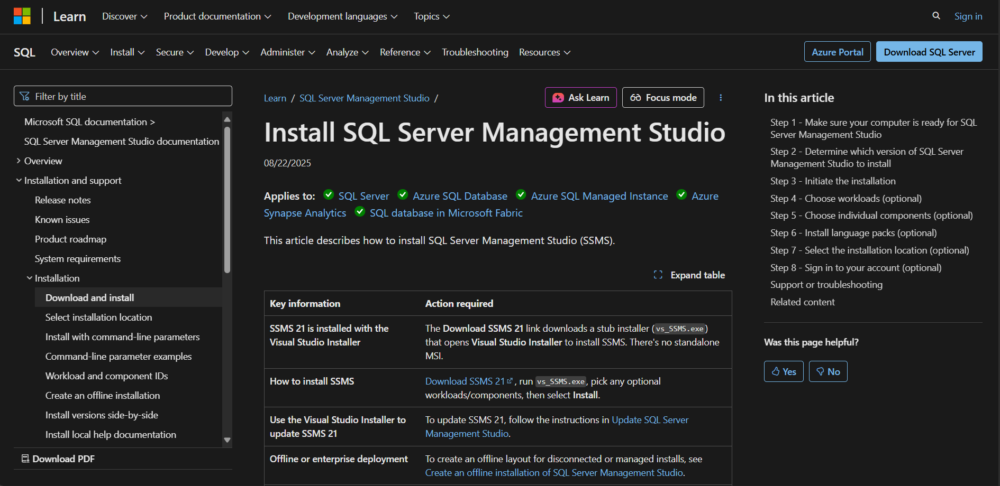 Learn Discover Product documentation Development languages Topics Sign in
SQL Overview Install Secure Develop Administer Analyze Reference Troubleshooting Resources Azure Portal Download SQL Server
Filter by title
Microsoft SQL documentation >
SQL Server Management Studio documentation
Overview
Installation and support
Release notes
Known issues
Product roadmap
System requirements
Installation
Download and install
Select installation location
Install with command-line parameters
Command-line parameter examples
Workload and component IDs
Create an offline installation
Install versions side-by-side
Install local help documentation
Download PDF
Learn / SQL Server Management Studio /
Ask Learn
Focus mode
Install SQL Server Management Studio
08/22/2025
Applies to: SQL Server Azure SQL Database Azure SQL Managed Instance Azure
Synapse Analytics SQL database in Microsoft Fabric
This article describes how to install SQL Server Management Studio (SSMS).
Expand table
Key information Action required
SSMS 21 is installed with the
Visual Studio Installer
The Download SSMS 21 link downloads a stub installer (vs_SSMS.exe)
that opens Visual Studio Installer to install SSMS. There's no standalone
MSI.
How to install SSMS
Download SSMS 21, run vs_SSMS.exe, pick any optional
workloads/components, then select Install.
Use the Visual Studio Installer to
update SSMS 21
To update SSMS 21, follow the instructions in Update SQL Server
Management Studio.
Offline or enterprise deployment
To create an offline layout for disconnected or managed installs, see
Create an offline installation of SQL Server Management Studio.
In this article
Step 1 - Make sure your computer is ready for SQL
Server Management Studio
Step 2 - Determine which version of SQL Server
Management Studio to install
Step 3 - Initiate the installation
Step 4 - Choose workloads (optional)
Step 5 - Choose individual components (optional)
Step 6 - Install language packs (optional)
Step 7 - Select the installation location (optional)
Step 8 - Sign in to your account (optional)
Support or troubleshooting
Related content
Was this page helpful?
Yes
No